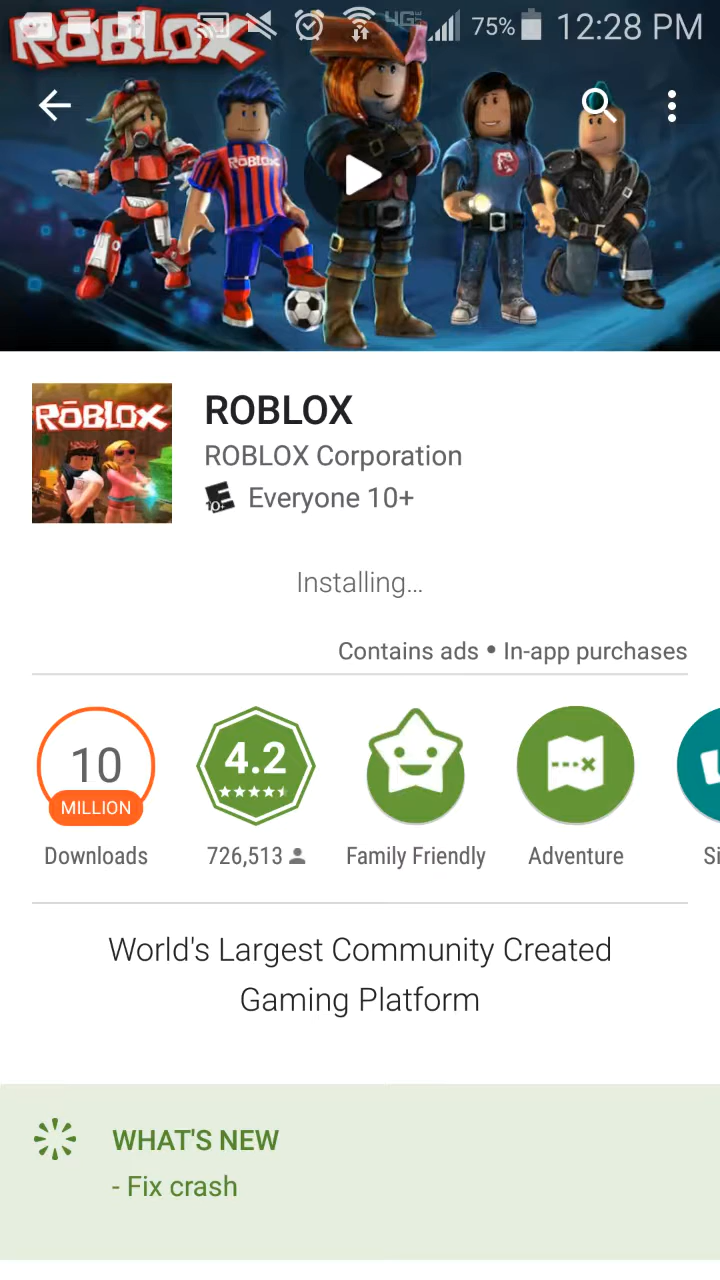 4G
75%
12:28 PM
ROBLOX
ROBLOX
ROBLOX
ROBLOX
ROBLOX Corporation
Everyone 10+
Installing...
Contains ads • In-app purchases
10
MILLION
4.2
Downloads
726,513
Family Friendly
Adventure
Si
World's Largest Community Created
Gaming Platform
WHAT'S NEW
- Fix crash